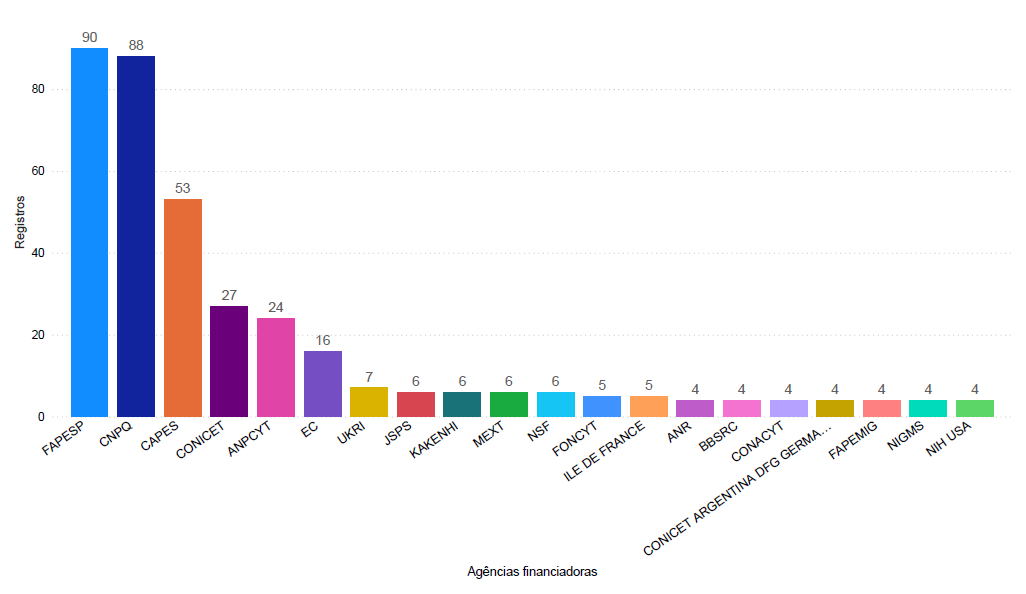 90
88
53
27
24
16
7
6
6
6
6
5
5
4
4
4
4
4
4
4
80
60
40
20
0
Registros
FAPESP
CNPQ
CAPES
CONICET
ANPCYT
EC
UKRI
JSPS
KAKENHI
MEXT
NSF
FONCYT
ILE DE FRANCE
ANR
BBSRC
CONACYT
CONICET ARGENTINA DFG GERMA…
FAPEMIG
NIGMS
NIH USA
Agências financiadoras